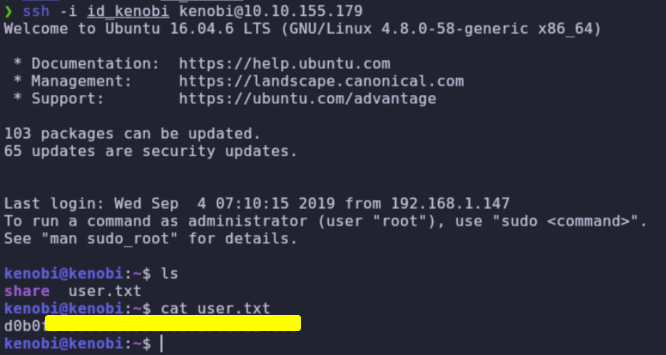 ❯ ssh -i id_kenobi kenobi@10.10.155.179
Welcome to Ubuntu 16.04.6 LTS (GNU/Linux 4.8.0-58-generic x86_64)
* Documentation:  https://help.ubuntu.com
* Management:     https://landscape.canonical.com
* Support:        https://ubuntu.com/advantage
103 packages can be updated.
65 updates are security updates.
Last login: Wed Sep  4 07:10:15 2019 from 192.168.1.147
To run a command as administrator (user "root"), use "sudo <command>".
See "man sudo_root" for details.
kenobi@kenobi:~$ ls
share  user.txt
kenobi@kenobi:~$ cat user.txt
d0b0
kenobi@kenobi:~$